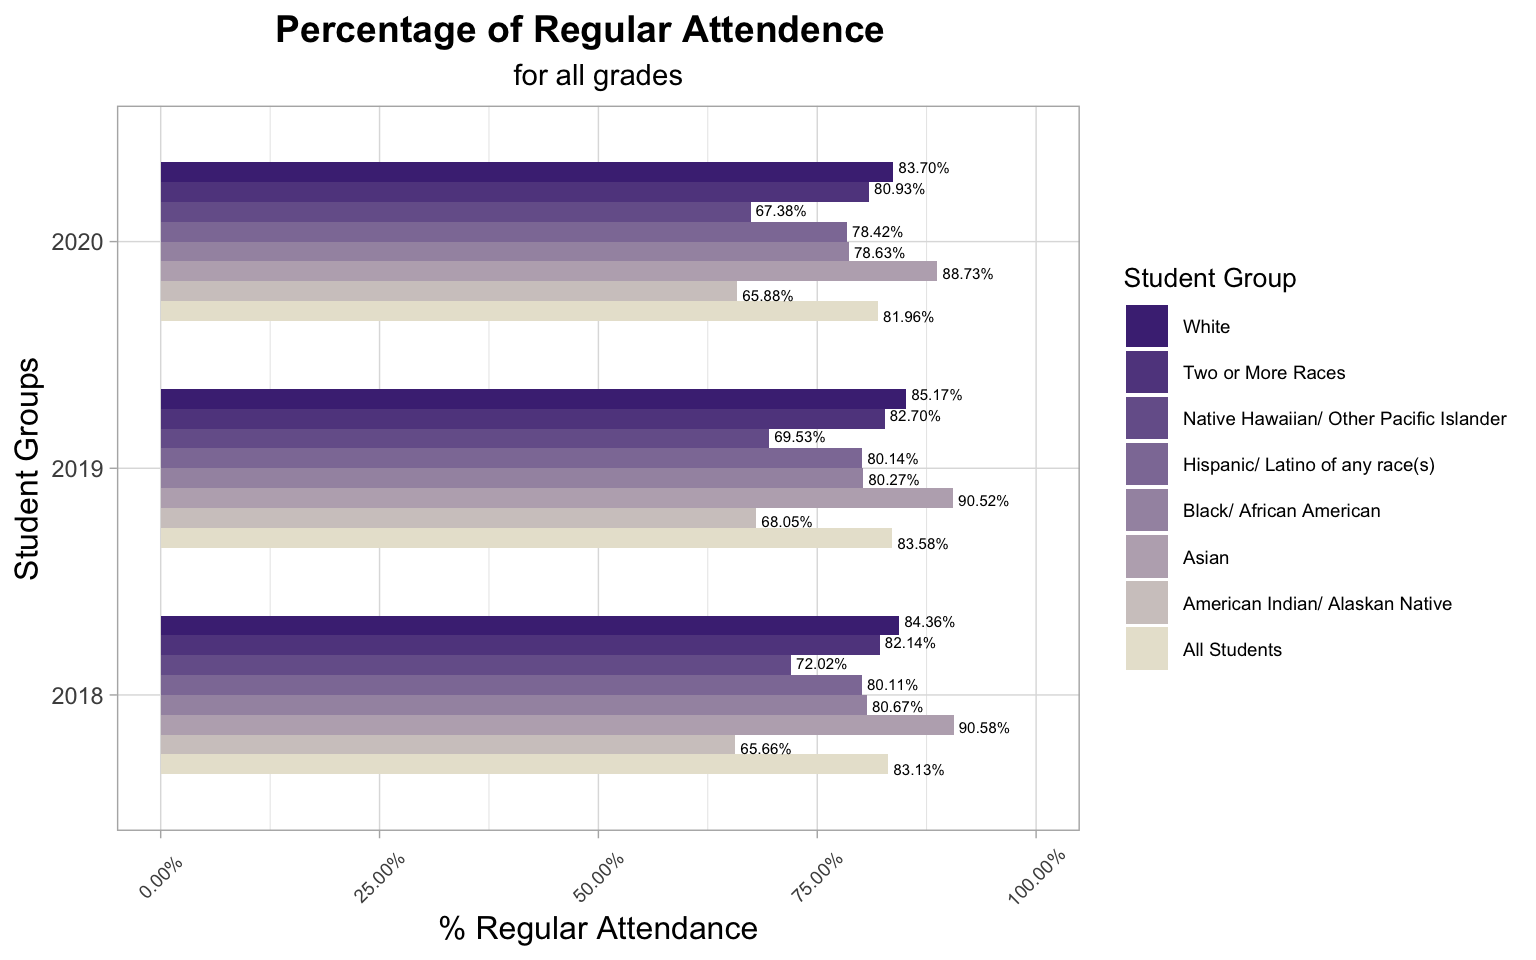 Percentage of Regular Attendence
for all grades
Student Groups
2020
83.70%
80.93%
67.38%
78.42%
78.63%
88.73%
65.88%
81.96%
2019
85.17%
82.70%
69.53%
80.14%
80.27%
90.52%
68.05%
83.58%
2018
84.36%
82.14%
72.02%
80.11%
80.67%
90.58%
65.66%
83.13%
0.00%
25.00%
50.00%
75.00%
100.00%
% Regular Attendance
Student Group
White
Two or More Races
Native Hawaiian/ Other Pacific Islander
Hispanic/ Latino of any race(s)
Black/ African American
Asian
American Indian/ Alaskan Native
All Students